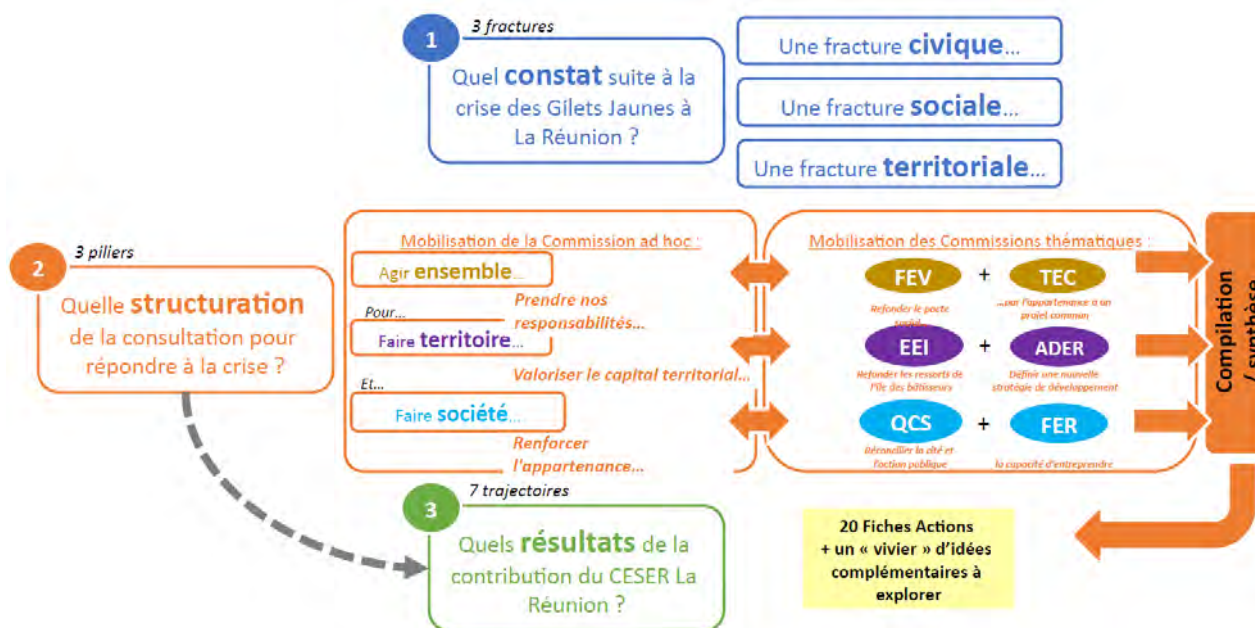 1
3 fractures
Quel constat suite à la
crise des Gilets Jaunes à
La Réunion ?
Une fracture civique...
Une fracture sociale...
Une fracture territoriale...
2
3 piliers
Quelle structuration
de la consultation pour
répondre à la crise ?
Mobilisation de la Commission ad hoc :
Agir ensemble...
Prendre nos
responsabilités...
Pour...
Faire territoire...
Valoriser le capital territorial...
Et...
Faire société...
Renforcer
l'appartenance...
Mobilisation des Commissions thématiques :
FEV + TEC
Refonder le pacte
social...
...par l'appartenance à un
projet commun
EEI + ADER
Refonder les ressorts de
l'île des bâtisseurs
Définir une nouvelle
stratégie de développement
QCS + FER
Réconcilier la cité et
l'action publique
la capacité d'entreprendre
Compilation
/ synthèse
3
7 trajectoires
Quels résultats de la
contribution du CESER La
Réunion ?
20 Fiches Actions
+ un « vivier » d'idées
complémentaires à
explorer